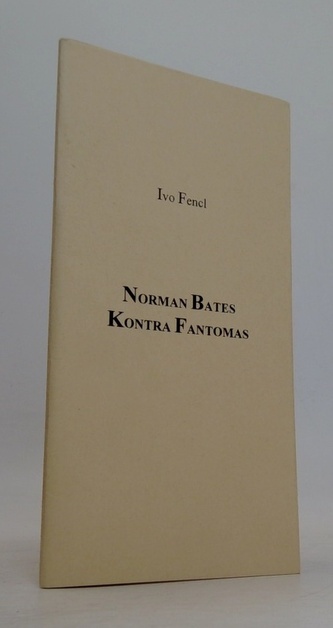 Ivo Fencl
Norman Bates
Kontra Fantomas